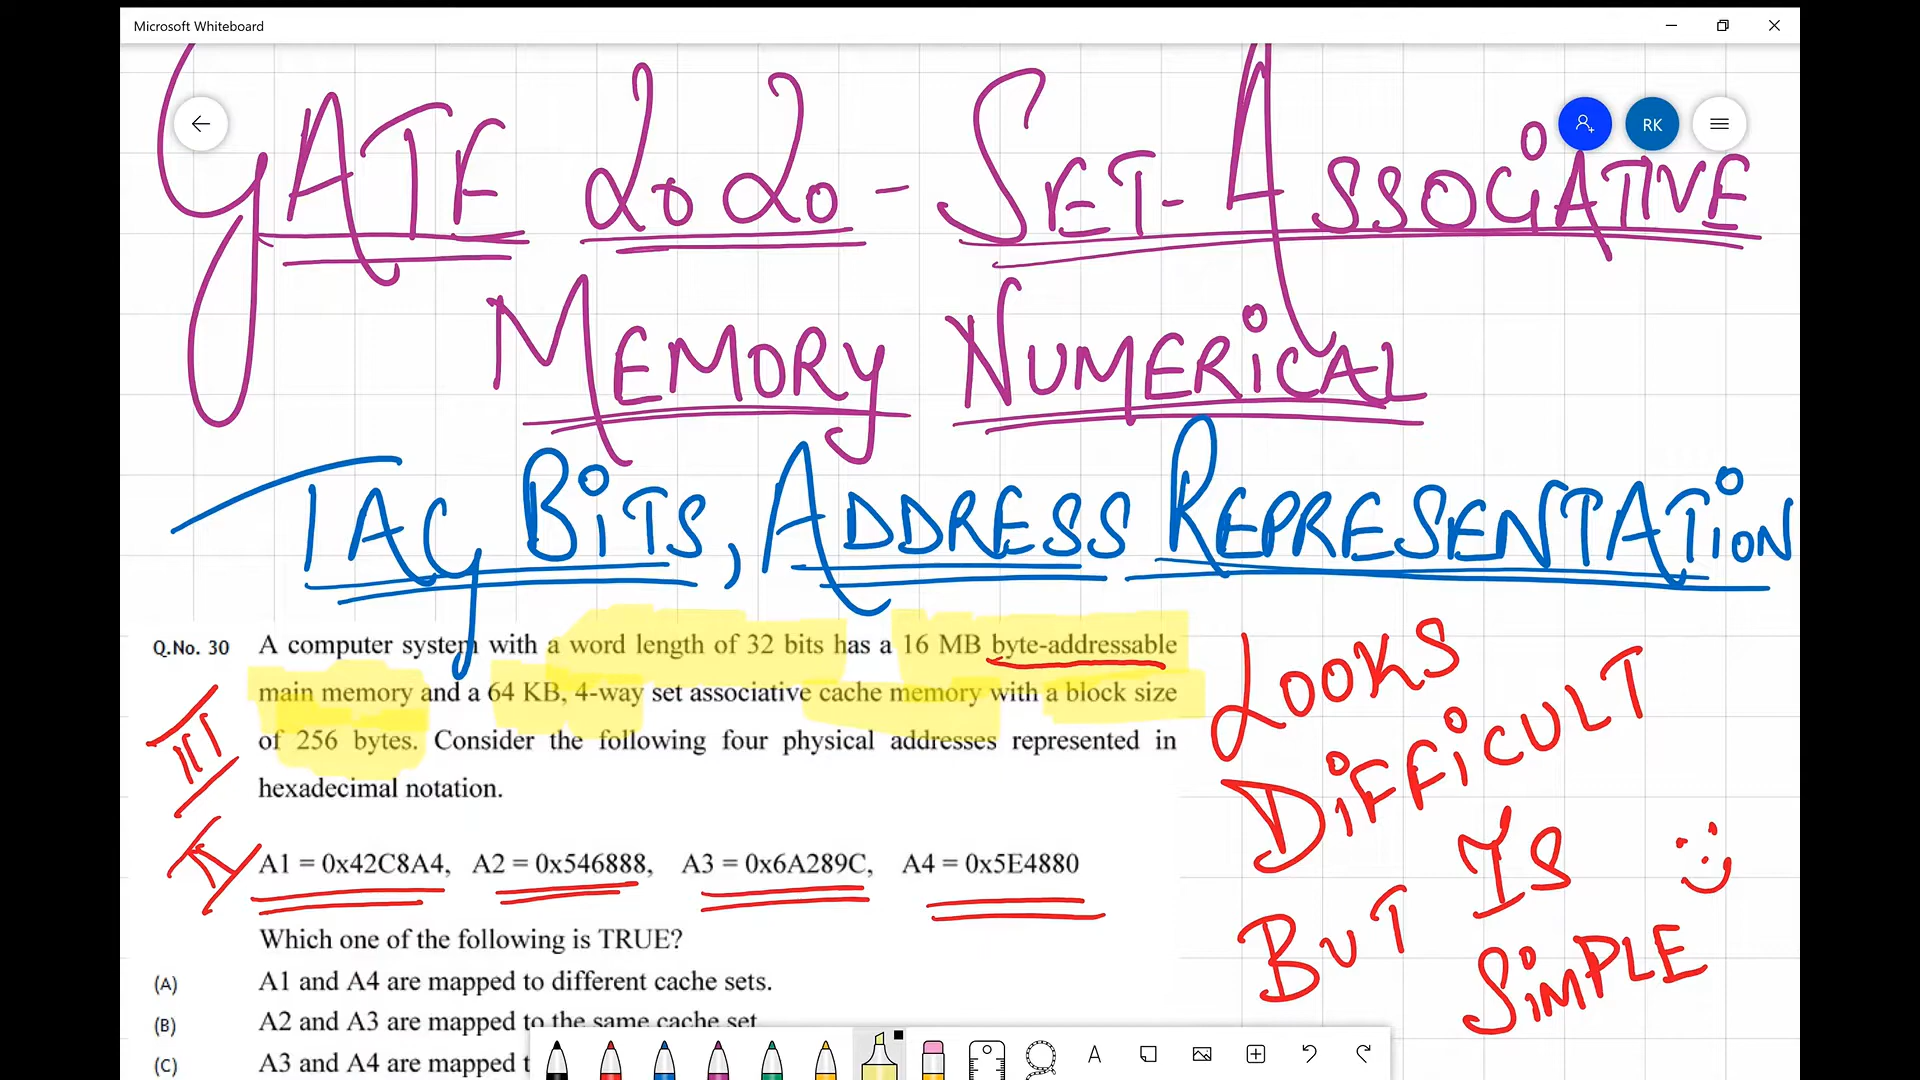 Microsoft Whiteboard
GATE 2020 - SET-ASSOCiATIVE
RK
MEMORY NUMERiCAL
TAG BiTS, ADDRESS REPRESENTATiON
Q.No. 30 A computer system with a word length of 32 bits has a 16 MB byte-addressable
main memory and a 64 KB, 4-way set associative cache memory with a block size
of 256 bytes. Consider the following four physical addresses represented in
hexadecimal notation.
III
II
A1 = 0x42C8A4, A2 = 0x546888, A3 = 0x6A289C, A4 = 0x5E4880
Which one of the following is TRUE?
(A) A1 and A4 are mapped to different cache sets.
(B) A2 and A3 are mapped to the same cache set
(C) A3 and A4 are mapped t
LOOKS
DiFFiCULT
BUT IS
SiMPLE
A